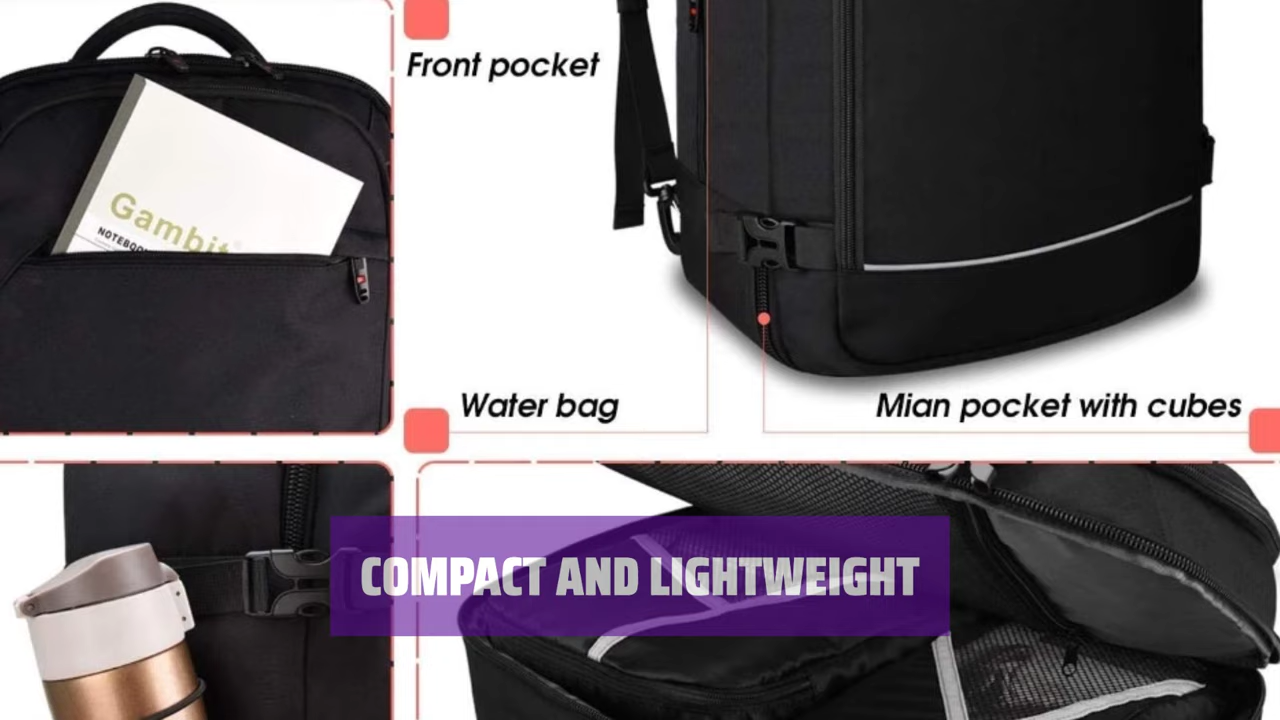 Front pocket
Gambit
NOTEBOO
Water bag
Mian pocket with cubes
COMPACT AND LIGHTWEIGHT